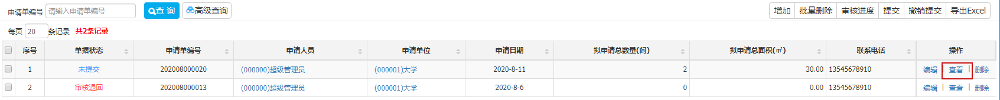 申请单编号 请输入申请单编号 查 询 高级查询 增加 批量删除 审核进度 提交 撤销提交 导出Excel
每页 20 条记录 共2条记录
序号 单据状态 申请单编号 申请人员 申请单位 申请日期 拟申请总数量(间) 拟申请总面积(㎡) 联系电话 操作
1 未提交 202008000020 (000000)超级管理员 (000001)大学 2020-8-11 2 30.00 13545678910 编辑 | 查看 | 删除
2 审核退回 202008000013 (000000)超级管理员 (000001)大学 2020-8-6 0 0.00 13545678910 编辑 | 查看 | 删除